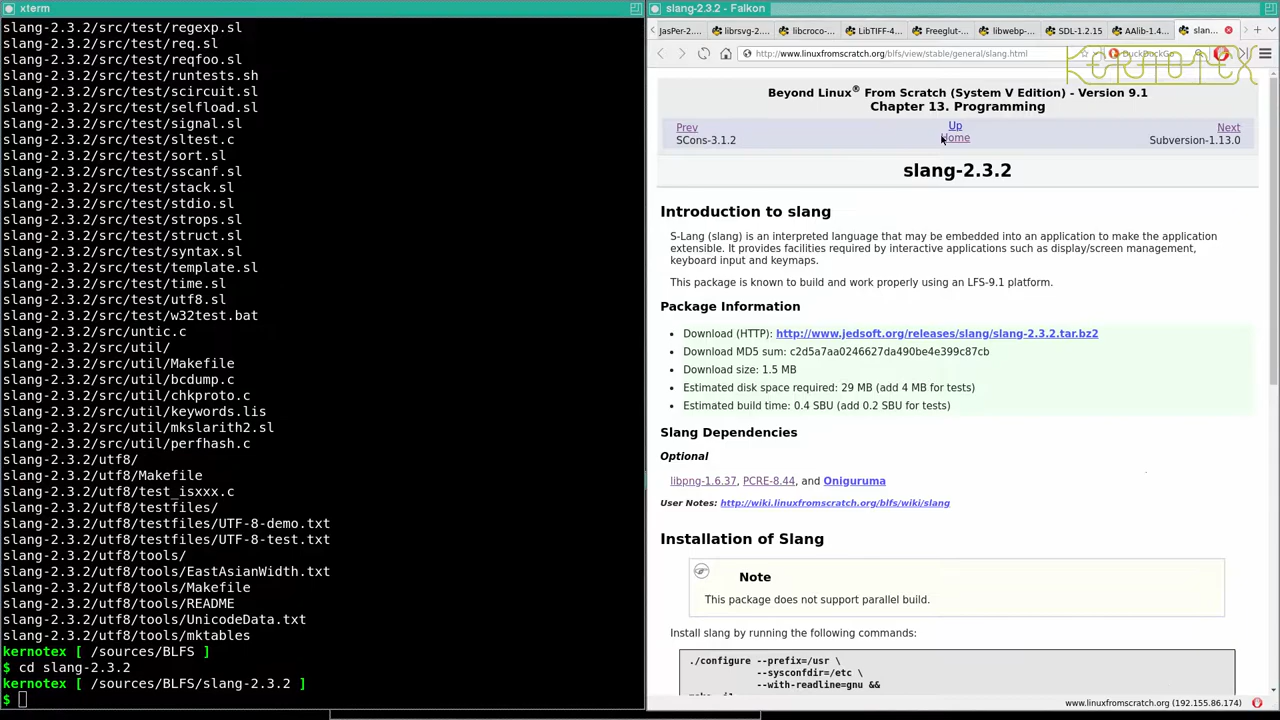 xterm
slang-2.3.2/src/test/regexp.sl
slang-2.3.2/src/test/req.sl
slang-2.3.2/src/test/reqfoo.sl
slang-2.3.2/src/test/runtests.sh
slang-2.3.2/src/test/scircuit.sl
slang-2.3.2/src/test/selfload.sl
slang-2.3.2/src/test/signal.sl
slang-2.3.2/src/test/sltest.c
slang-2.3.2/src/test/sort.sl
slang-2.3.2/src/test/sscanf.sl
slang-2.3.2/src/test/stack.sl
slang-2.3.2/src/test/stdio.sl
slang-2.3.2/src/test/strops.sl
slang-2.3.2/src/test/struct.sl
slang-2.3.2/src/test/syntax.sl
slang-2.3.2/src/test/template.sl
slang-2.3.2/src/test/time.sl
slang-2.3.2/src/test/utf8.sl
slang-2.3.2/src/test/w32test.bat
slang-2.3.2/src/untic.c
slang-2.3.2/src/util/
slang-2.3.2/src/util/Makefile
slang-2.3.2/src/util/bcdump.c
slang-2.3.2/src/util/chkproto.c
slang-2.3.2/src/util/keywords.lis
slang-2.3.2/src/util/mkslarith2.sl
slang-2.3.2/src/util/perfhash.c
slang-2.3.2/utf8/
slang-2.3.2/utf8/Makefile
slang-2.3.2/utf8/test_isxxx.c
slang-2.3.2/utf8/testfiles/
slang-2.3.2/utf8/testfiles/UTF-8-demo.txt
slang-2.3.2/utf8/testfiles/UTF-8-test.txt
slang-2.3.2/utf8/tools/
slang-2.3.2/utf8/tools/EastAsianWidth.txt
slang-2.3.2/utf8/tools/Makefile
slang-2.3.2/utf8/tools/README
slang-2.3.2/utf8/tools/UnicodeData.txt
slang-2.3.2/utf8/tools/mktables
kernotex [ /sources/BLFS ]
$ cd slang-2.3.2
kernotex [ /sources/BLFS/slang-2.3.2 ]
$
slang-2.3.2 - Falkon
JasPer-2.... librsvg-2.... libcroco-... LibTIFF-4... Freeglut-... libwebp-... SDL-1.2.15 AAlib-1.4... slan...
http://www.linuxfromscratch.org/blfs/view/stable/general/slang.html DuckDuckGo
KERNOTEX
Beyond Linux® From Scratch (System V Edition) - Version 9.1
Chapter 13. Programming
Prev Up Next
SCons-3.1.2 Home Subversion-1.13.0
slang-2.3.2
Introduction to slang
S-Lang (slang) is an interpreted language that may be embedded into an application to make the application
extensible. It provides facilities required by interactive applications such as display/screen management,
keyboard input and keymaps.
This package is known to build and work properly using an LFS-9.1 platform.
Package Information
Download (HTTP): http://www.jedsoft.org/releases/slang/slang-2.3.2.tar.bz2
Download MD5 sum: c2d5a7aa0246627da490be4e399c87cb
Download size: 1.5 MB
Estimated disk space required: 29 MB (add 4 MB for tests)
Estimated build time: 0.4 SBU (add 0.2 SBU for tests)
Slang Dependencies
Optional
libpng-1.6.37, PCRE-8.44, and Oniguruma
User Notes: http://wiki.linuxfromscratch.org/blfs/wiki/slang
Installation of Slang
Note
This package does not support parallel build.
Install slang by running the following commands:
./configure --prefix=/usr \
--sysconfdir=/etc \
--with-readline=gnu &&
www.linuxfromscratch.org (192.155.86.174)